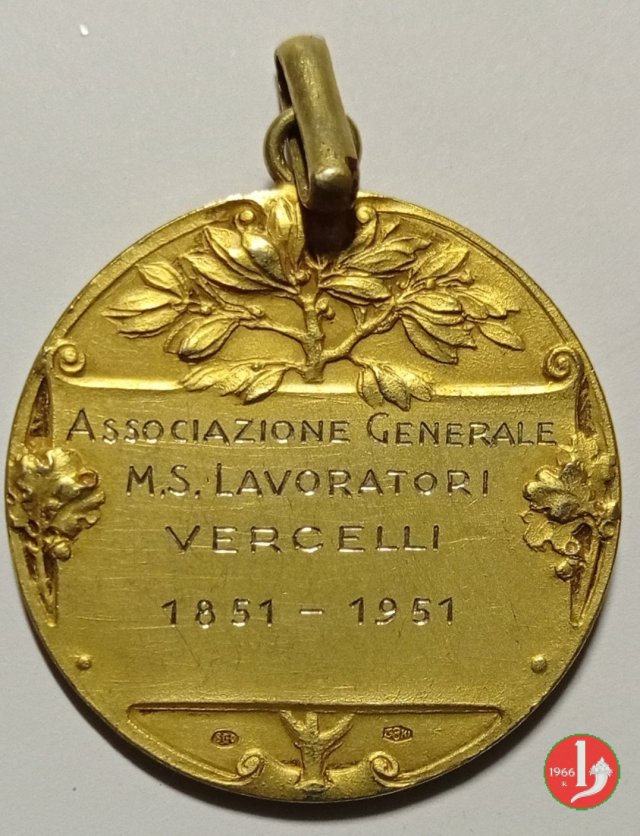 ASSOCIAZIONE GENERALE
M.S. LAVORATORI
VERCELLI
1851 - 1951
1966